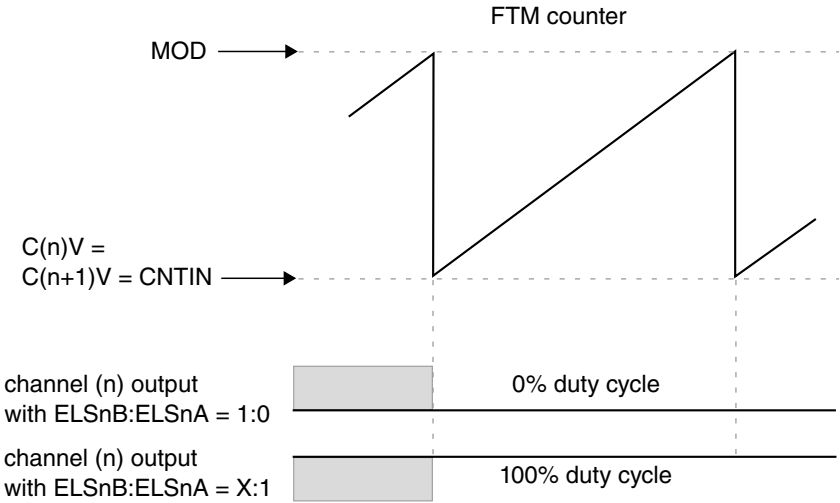 FTM counter
MOD
C(n)V =
C(n+1)V = CNTIN
channel (n) output
with ELSnB:ELSnA = 1:0
0% duty cycle
channel (n) output
with ELSnB:ELSnA = X:1
100% duty cycle